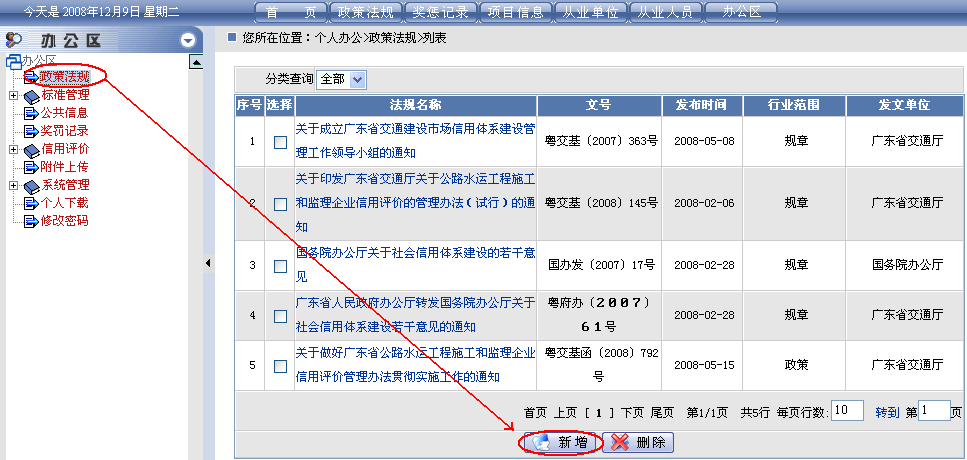 今天是 2008年12月9日 星期二
首 页 政策法规 奖惩记录 项目信息 从业单位 从业人员 办公区
办公区
您所在位置：个人办公>政策法规>列表
办公区
政策法规
标准管理
公共信息
奖罚记录
信用评价
附件上传
系统管理
个人下载
修改密码
分类查询 全部
序号 选择 法规名称 文号 发布时间 行业范围 发文单位
1 关于成立广东省交通建设市场信用体系建设管 粤交基〔2007〕363号 2008-05-08 规章 广东省交通厅
理工作领导小组的通知
关于印发广东省交通厅关于公路水运工程施工
2 和监理企业信用评价的管理办法（试行）的通 粤交基〔2008〕145号 2008-02-06 规章 广东省交通厅
知
3 国务院办公厅关于社会信用体系建设的若干意 国办发〔2007〕17号 2008-02-28 规章 国务院办公厅
见
4 广东省人民政府办公厅转发国务院办公厅关于 粤府办〔２００７〕 2008-02-28 规章 广东省交通厅
社会信用体系建设若干意见的通知 ６１号
5 关于做好广东省公路水运工程施工和监理企业 粤交基函〔2008〕792 2008-05-15 政策 广东省交通厅
信用评价管理办法贯彻实施工作的通知 号
首页 上页 [ 1 ] 下页 尾页 第1/1页 共5行 每页行数: 10 转到 第 1 页
新增 删除